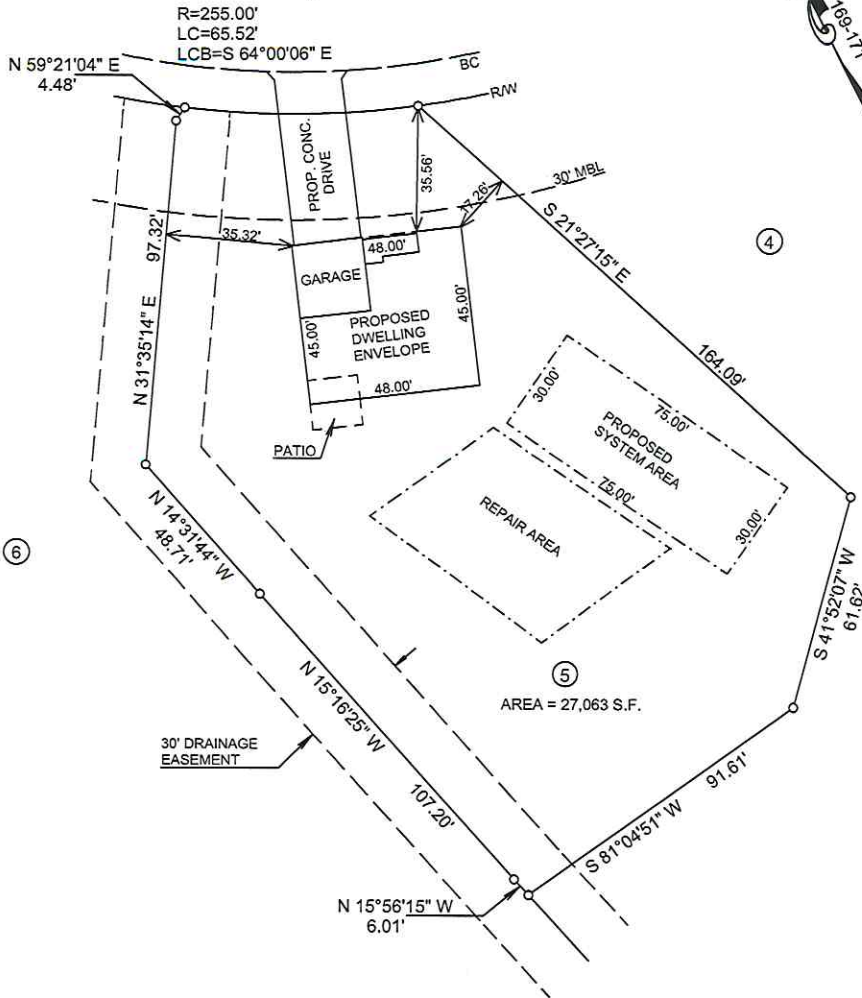 R=255.00'
LC=65.52'
LCB=S 64°00'06" E
169-171
N 59°21'04" E
4.48'
BC
R/W
PROP. CONC.
DRIVE
35.56'
30' MBL
17.26'
S 21°27'15" E
97.32'
35.32'
48.00'
4
GARAGE
N 31°35'14" E
45.00'
PROPOSED
DWELLING
ENVELOPE
45.00'
164.09'
48.00'
30.00'
75.00'
PROPOSED
SYSTEM AREA
PATIO
75.00'
REPAIR AREA
30.00'
6
N 14°31'44" W
48.71'
S 41°52'07" W
61.62'
5
AREA = 27,063 S.F.
N 15°16'25" W
107.20'
30' DRAINAGE
EASEMENT
91.61'
S 81°04'51" W
N 15°56'15" W
6.01'